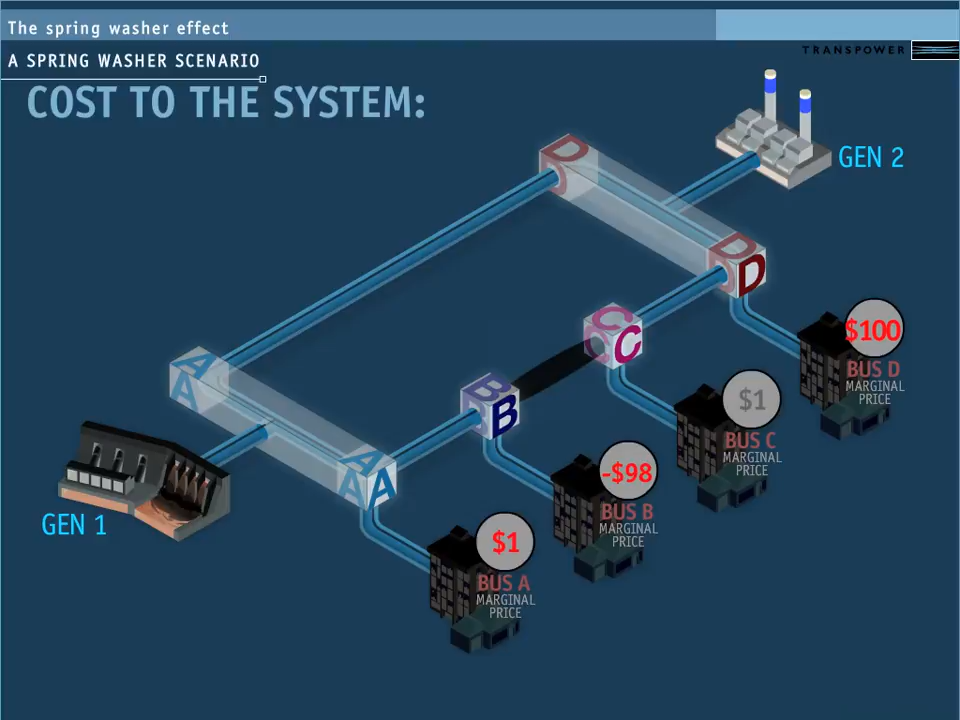 The spring washer effect
A SPRING WASHER SCENARIO
TRANSPOWER
COST TO THE SYSTEM:
GEN 2
D
D
D
D
D
$100
BUS D
MARGINAL
PRICE
C
C
C
$1
BUS C
MARGINAL
PRICE
B
B
B
-$98
BUS B
MARGINAL
PRICE
A
A
A
A
A
$1
BUS A
MARGINAL
PRICE
GEN 1